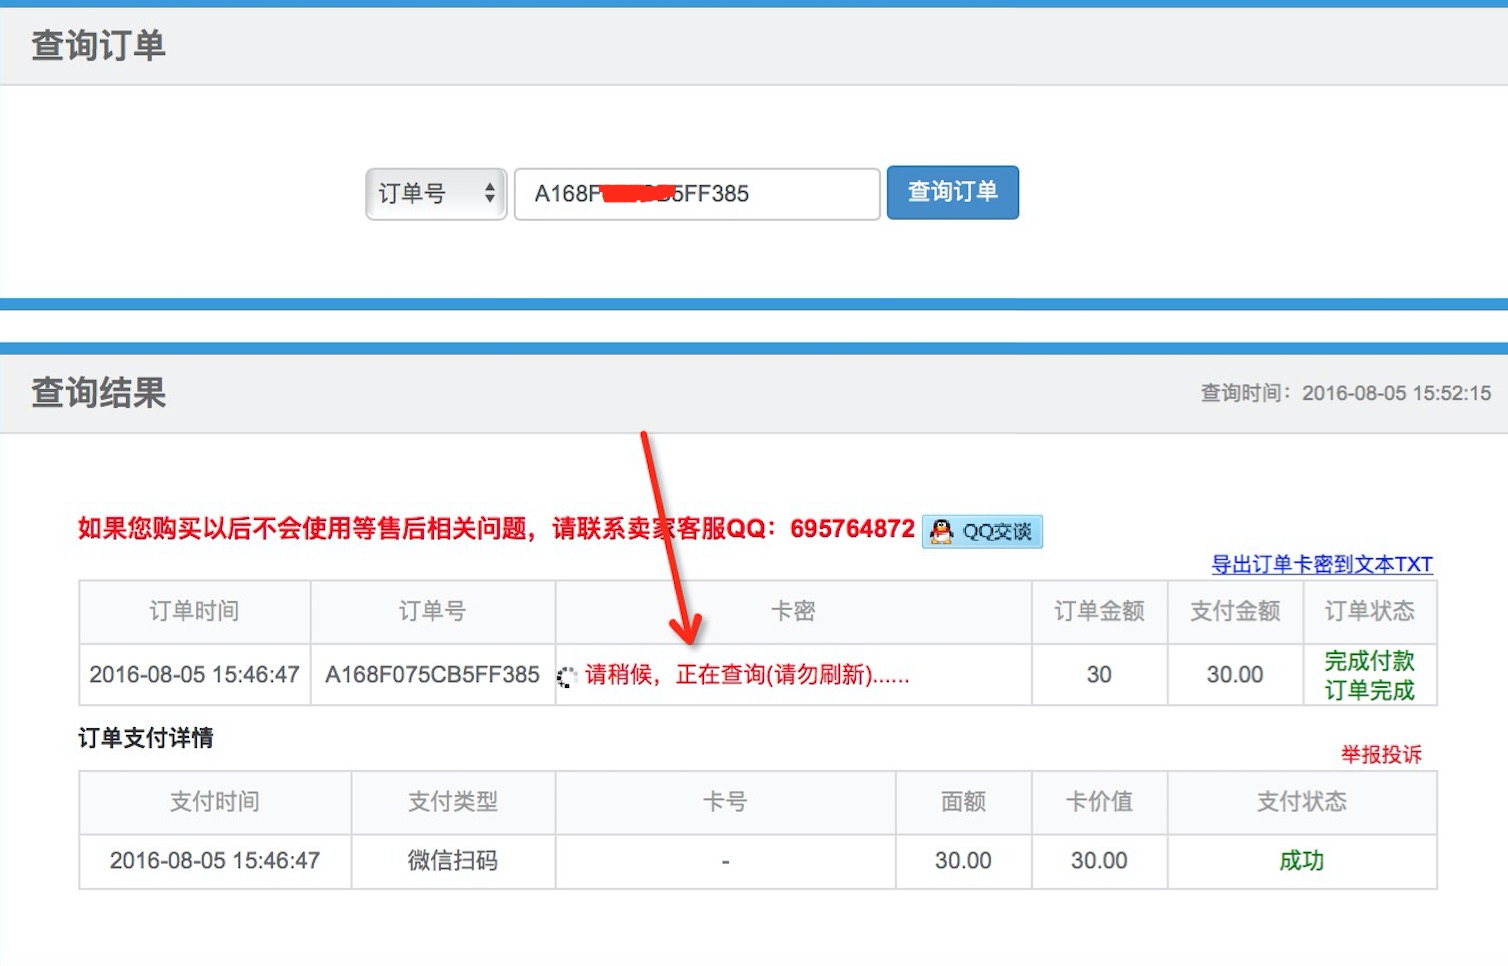 查询订单
订单号 A168F 5FF385 查询订单
查询结果 查询时间：2016-08-05 15:52:15
如果您购买以后不会使用等售后相关问题，请联系卖家客服QQ：695764872 QQ交谈
导出订单卡密到文本TXT
订单时间 订单号 卡密 订单金额 支付金额 订单状态
2016-08-05 15:46:47 A168F075CB5FF385 请稍候，正在查询(请勿刷新)...... 30 30.00 完成付款
订单完成
订单支付详情
举报投诉
支付时间 支付类型 卡号 面额 卡价值 支付状态
2016-08-05 15:46:47 微信扫码 - 30.00 30.00 成功